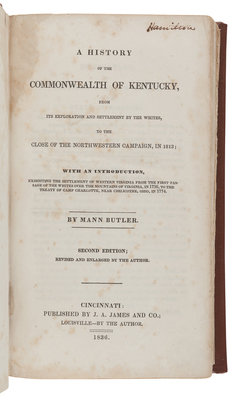 Hamilton
A HISTORY
OF THE
COMMONWEALTH OF KENTUCKY,
FROM
ITS EXPLORATION AND SETTLEMENT BY THE WHITES,
TO THE
CLOSE OF THE NORTHWESTERN CAMPAIGN, IN 1813;
WITH AN INTRODUCTION,
EXHIBITING THE SETTLEMENT OF WESTERN VIRGINIA FROM THE FIRST PAS-
SAGE OF THE WHITES OVER THE MOUNTAINS OF VIRGINIA, IN 1736, TO THE
TREATY OF CAMP CHARLOTTE, NEAR CHILICOTHE, OHIO, IN 1774.
BY MANN BUTLER.
SECOND EDITION;
REVISED AND ENLARGED BY THE AUTHOR.
CINCINNATI:
PUBLISHED BY J. A. JAMES AND CO.;
LOUISVILLE—BY THE AUTHOR.
1836.